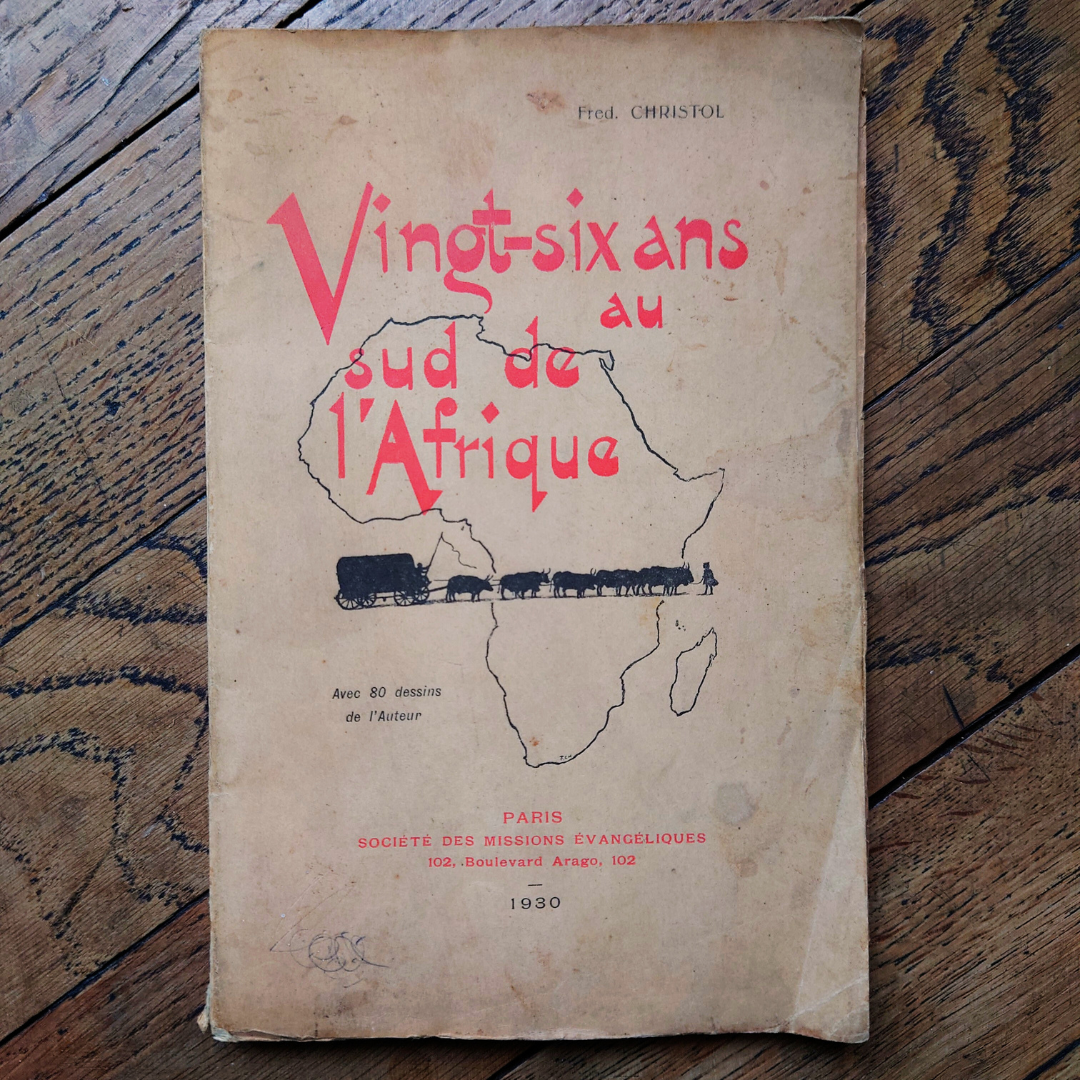 Fred. CHRISTOL
Vingt-six ans
au
sud de
l'Afrique
Avec 80 dessins
de l'Auteur
PARIS
SOCIÉTÉ DES MISSIONS ÉVANGÉLIQUES
102, Boulevard Arago, 102
1930